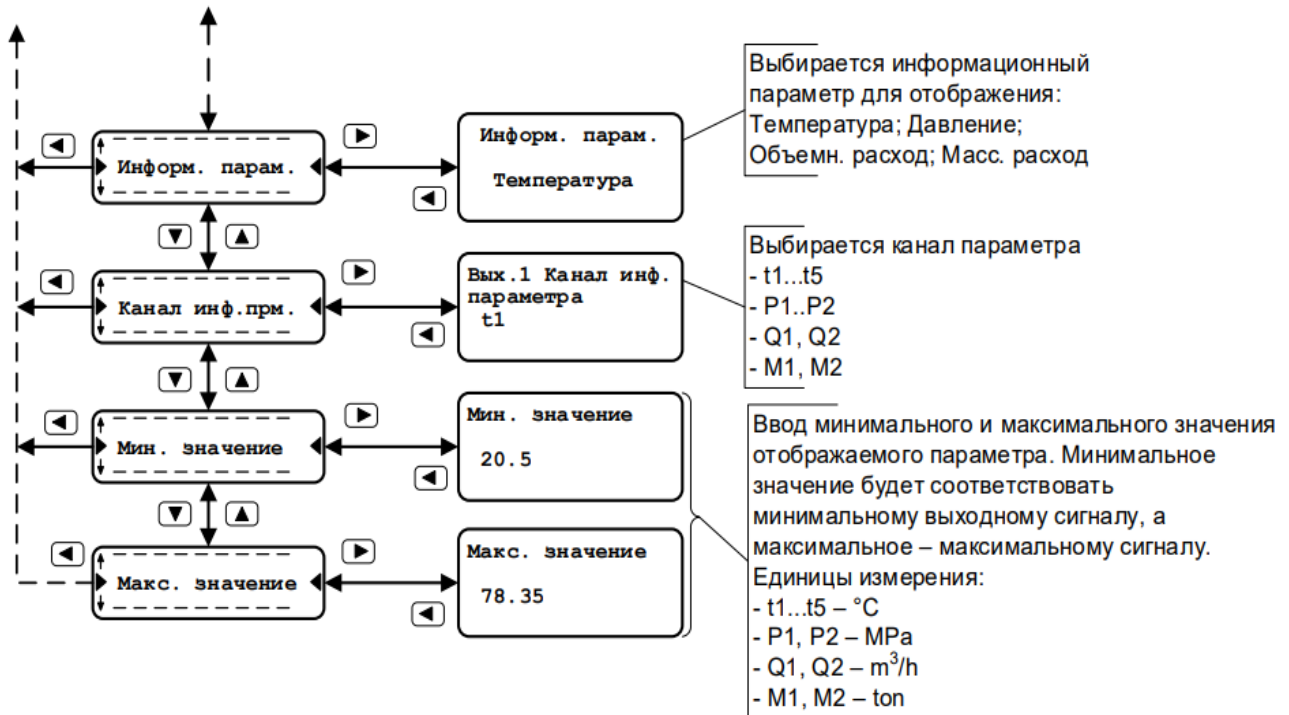 Выбирается информационный
параметр для отображения:
Температура; Давление;
Объемн. расход; Масс. расход
Информ. парам.
Информ. парам.
Температура
Выбирается канал параметра
- t1...t5
- P1..P2
- Q1, Q2
- M1, M2
Канал инф.прм.
Вых.1 Канал инф.
параметра
t1
Мин. значение
Мин. значение
20.5
Ввод минимального и максимального значения
отображаемого параметра. Минимальное
значение будет соответствовать
минимальному выходному сигналу, а
максимальное – максимальному сигналу.
Единицы измерения:
- t1...t5 – °C
- P1, P2 – MPa
- Q1, Q2 – m³/h
- M1, M2 – ton
Макс. значение
Макс. значение
78.35